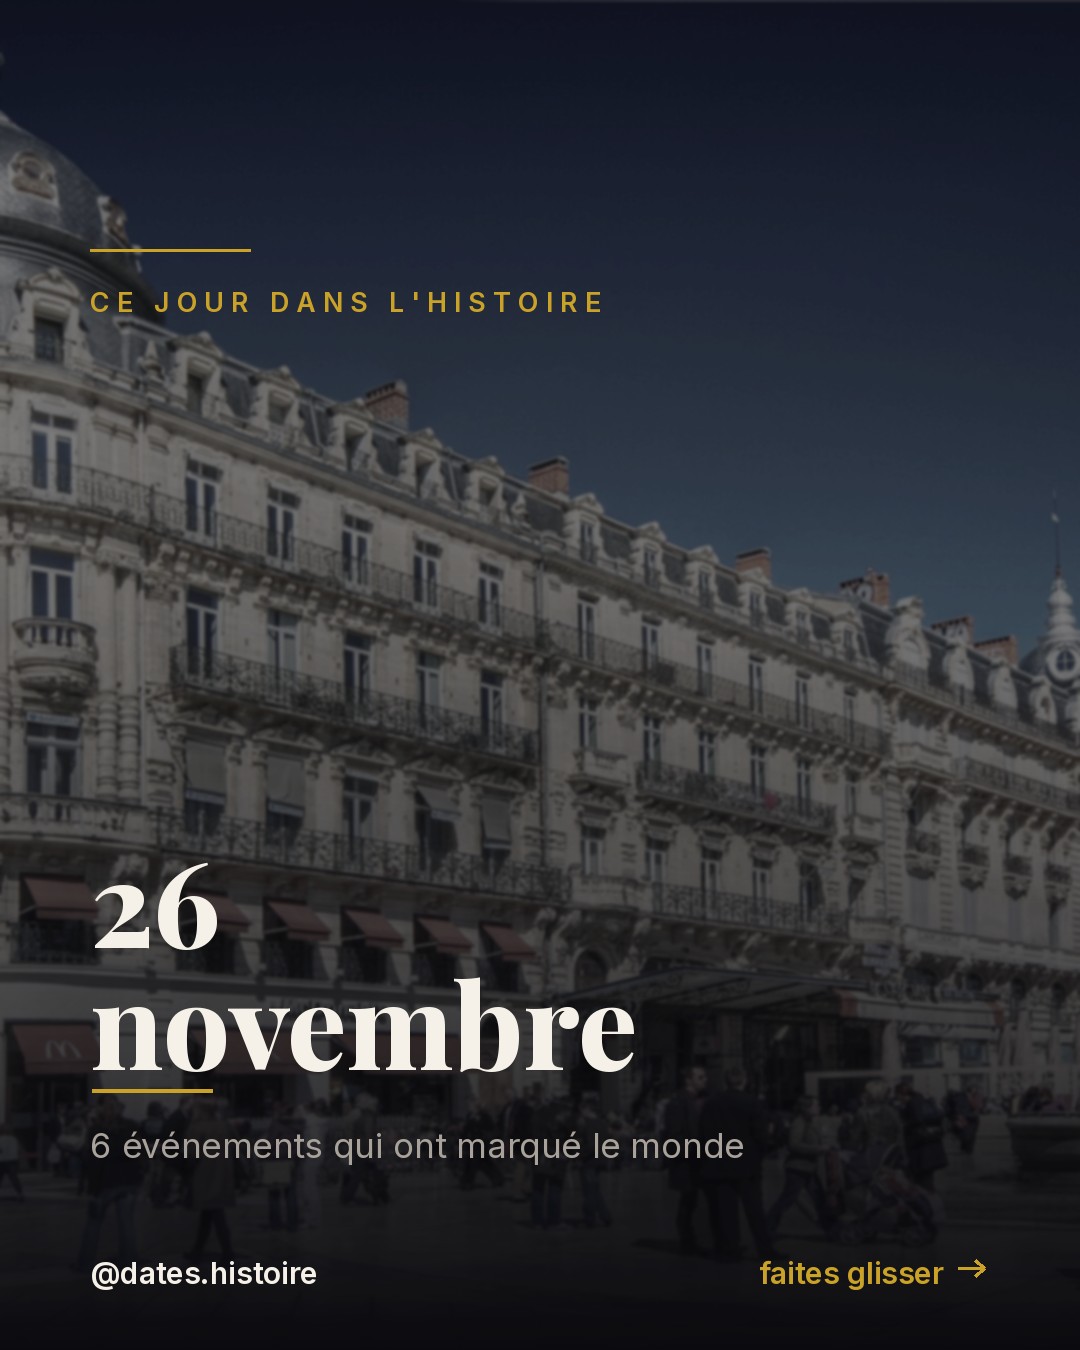 CE JOUR DANS L'HISTOIRE
26
novembre
6 événements qui ont marqué le monde
@dates.histoire
faites glisser →